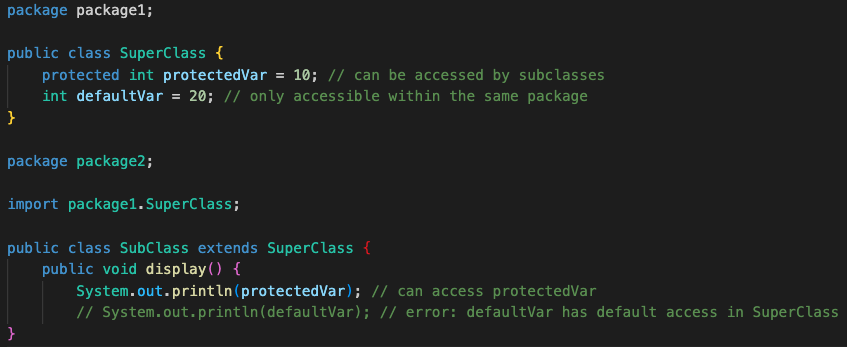 package package1;
public class SuperClass {
    protected int protectedVar = 10; // can be accessed by subclasses
    int defaultVar = 20; // only accessible within the same package
}
package package2;
import package1.SuperClass;
public class SubClass extends SuperClass {
    public void display() {
        System.out.println(protectedVar); // can access protectedVar
        // System.out.println(defaultVar); // error: defaultVar has default access in SuperClass
}